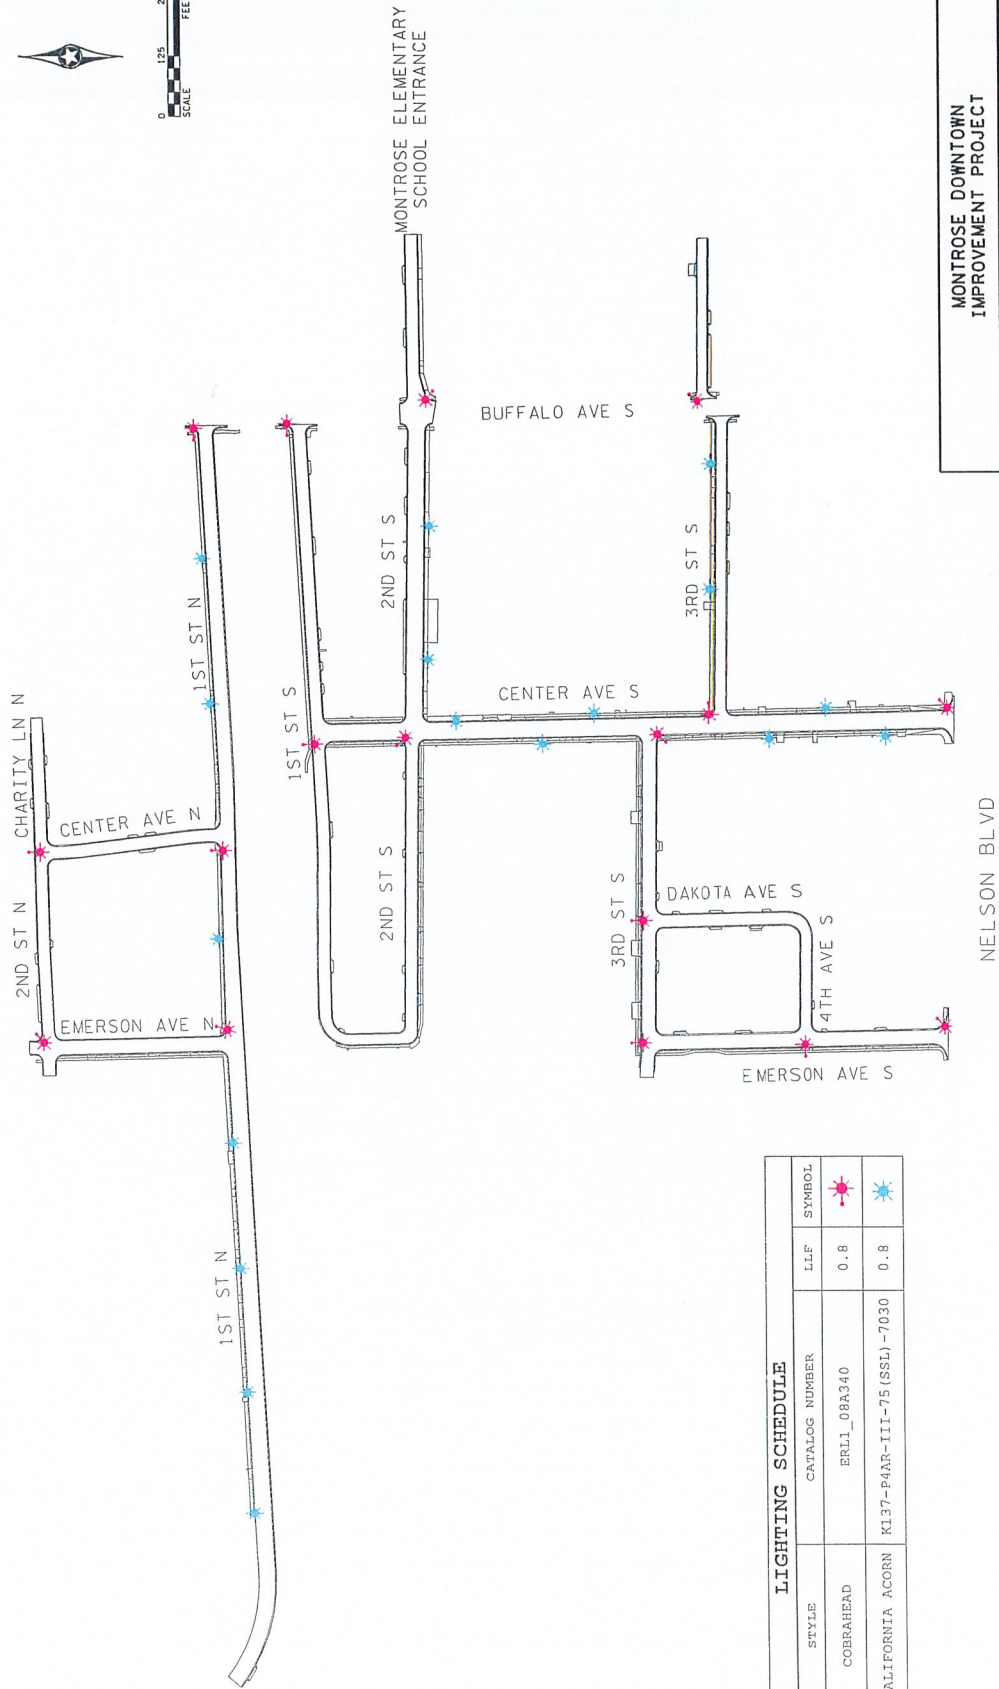 0 125
SCALE
FEE
MONTROSE ELEMENTARY
SCHOOL ENTRANCE
MONTROSE DOWNTOWN
IMPROVEMENT PROJECT
BUFFALO AVE S
2ND ST S
3RD ST S
1ST ST N
1ST ST S
CENTER AVE S
CHARITY LN N
CENTER AVE N
2ND ST N
EMERSON AVE N
2ND ST S
3RD ST S
DAKOTA AVE S
4TH AVE S
EMERSON AVE S
NELSON BLVD
1ST ST N
LIGHTING SCHEDULE
STYLE CATALOG NUMBER LLF SYMBOL
COBRAHEAD ERL1_08A340 0.8
ALIFORNIA ACORN K137-P4AR-III-75(SSL)-7030 0.8